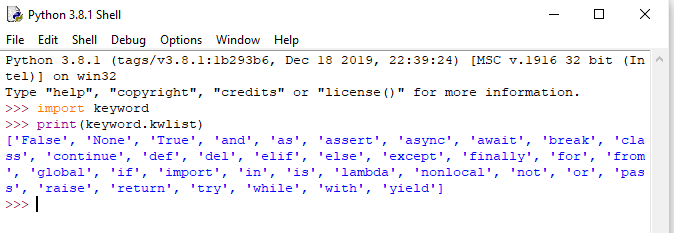 Python 3.8.1 Shell
File Edit Shell Debug Options Window Help
Python 3.8.1 (tags/v3.8.1:1b293b6, Dec 18 2019, 22:39:24) [MSC v.1916 32 bit (In
tel)] on win32
Type "help", "copyright", "credits" or "license()" for more information.
>>> import keyword
>>> print(keyword.kwlist)
['False', 'None', 'True', 'and', 'as', 'assert', 'async', 'await', 'break', 'cla
ss', 'continue', 'def', 'del', 'elif', 'else', 'except', 'finally', 'for', 'from
', 'global', 'if', 'import', 'in', 'is', 'lambda', 'nonlocal', 'not', 'or', 'pas
s', 'raise', 'return', 'try', 'while', 'with', 'yield']
>>>